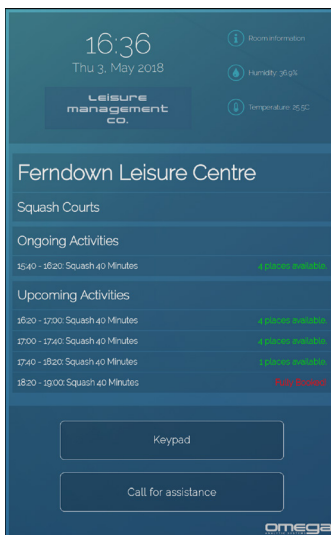 16:36
Thu 3, May 2018
Leisure
management
co.
Room information
Humidity: 36.9%
Temperature: 25.5C
Ferndown Leisure Centre
Squash Courts
Ongoing Activities
15:40 - 16:20: Squash 40 Minutes 4 places available.
Upcoming Activities
16:20 - 17:00: Squash 40 Minutes 4 places available.
17:00 - 17:40: Squash 40 Minutes 4 places available.
17:40 - 18:20: Squash 40 Minutes 1 places available.
18:20 - 19:00: Squash 40 Minutes Fully Booked.
Keypad
Call for assistance
omega